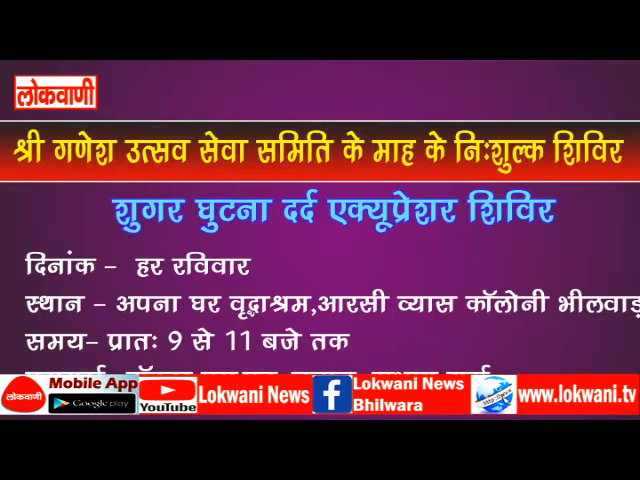 लोकवाणी
श्री गणेश उत्सव सेवा समिति के माह के निःशुल्क शिविर
शुगर घुटना दर्द एक्यूप्रेशर शिविर
दिनांक – हर रविवार
स्थान – अपना घर वृद्धाश्रम,आरसी व्यास कॉलोनी भीलवाड़
समय– प्रातः 9 से 11 बजे तक
लोकवाणी
Mobile App
Google play
YouTube
Lokwani News
Lokwani News
Bhilwara
www.lokwani.tv